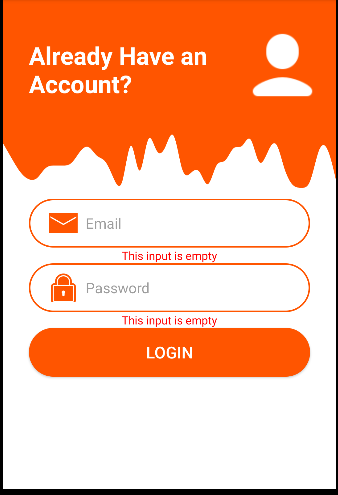 Already Have an
Account?
Email
This input is empty
Password
This input is empty
LOGIN